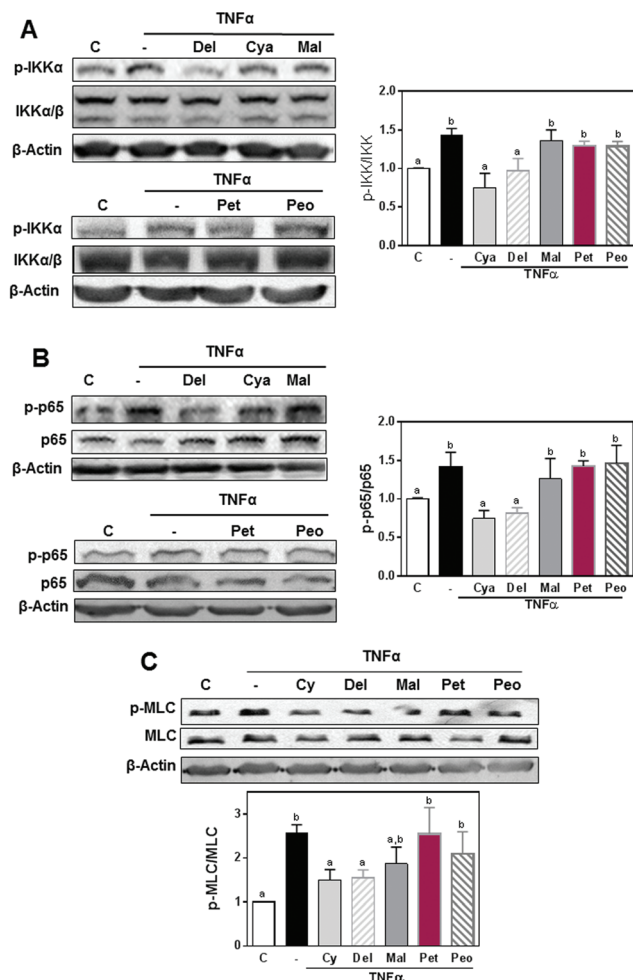 A
TNFα
C - Del Cya Mal
p-IKKα
IKKα/β
β-Actin
TNFα
C - Pet Peo
p-IKKα
IKKα/β
β-Actin
p-IKK/IKK
2.0
1.5
1.0
0.5
0.0
a b a a b b b
C - Cya Del Mal Pet Peo
TNFα
B
TNFα
C - Del Cya Mal
p-p65
p65
β-Actin
TNFα
C - Pet Peo
p-p65
p65
β-Actin
p-p65/p65
2.0
1.5
1.0
0.5
0.0
a b a a b b b
C - Cya Del Mal Pet Peo
TNFα
C
TNFα
C - Cy Del Mal Pet Peo
p-MLC
MLC
β-Actin
p-MLC/MLC
3
2
1
0
a b a a a,b b b
C - Cy Del Mal Pet Peo
TNFα